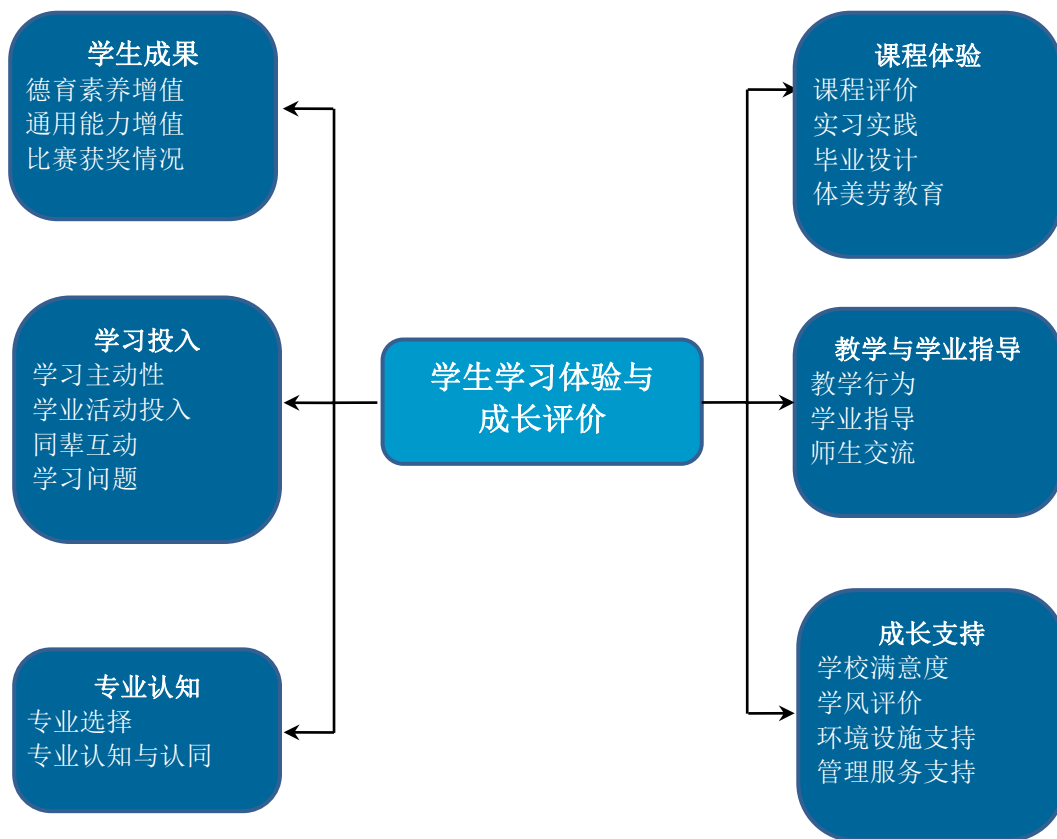 学生成果
德育素养增值
通用能力增值
比赛获奖情况
学习投入
学习主动性
学业活动投入
同辈互动
学习问题
专业认知
专业选择
专业认知与认同
学生学习体验与
成长评价
课程体验
课程评价
实习实践
毕业设计
体美劳教育
教学与学业指导
教学行为
学业指导
师生交流
成长支持
学校满意度
学风评价
环境设施支持
管理服务支持